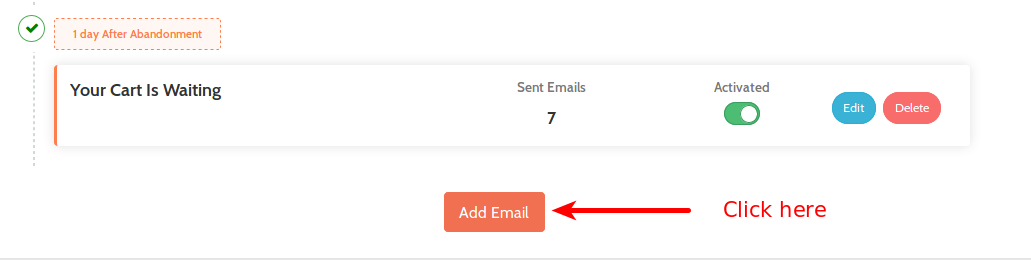 1 day After Abandonment
Your Cart Is Waiting
Sent Emails
7
Activated
Edit
Delete
Add Email
Click here